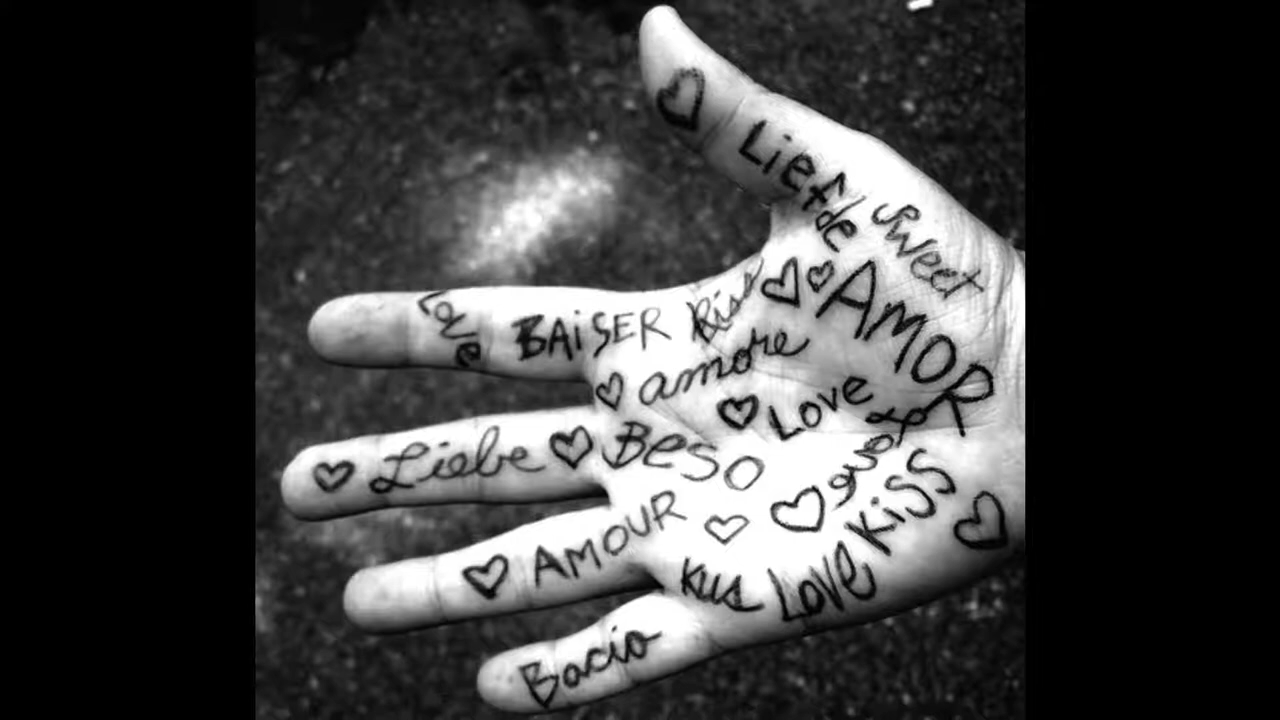 Liefde
Sweet
AMOR
Love
BAiSER
Kiss
amore
Love
Liebe
BeSO
KiSS
AMOUR
Kus
Love
Bacio